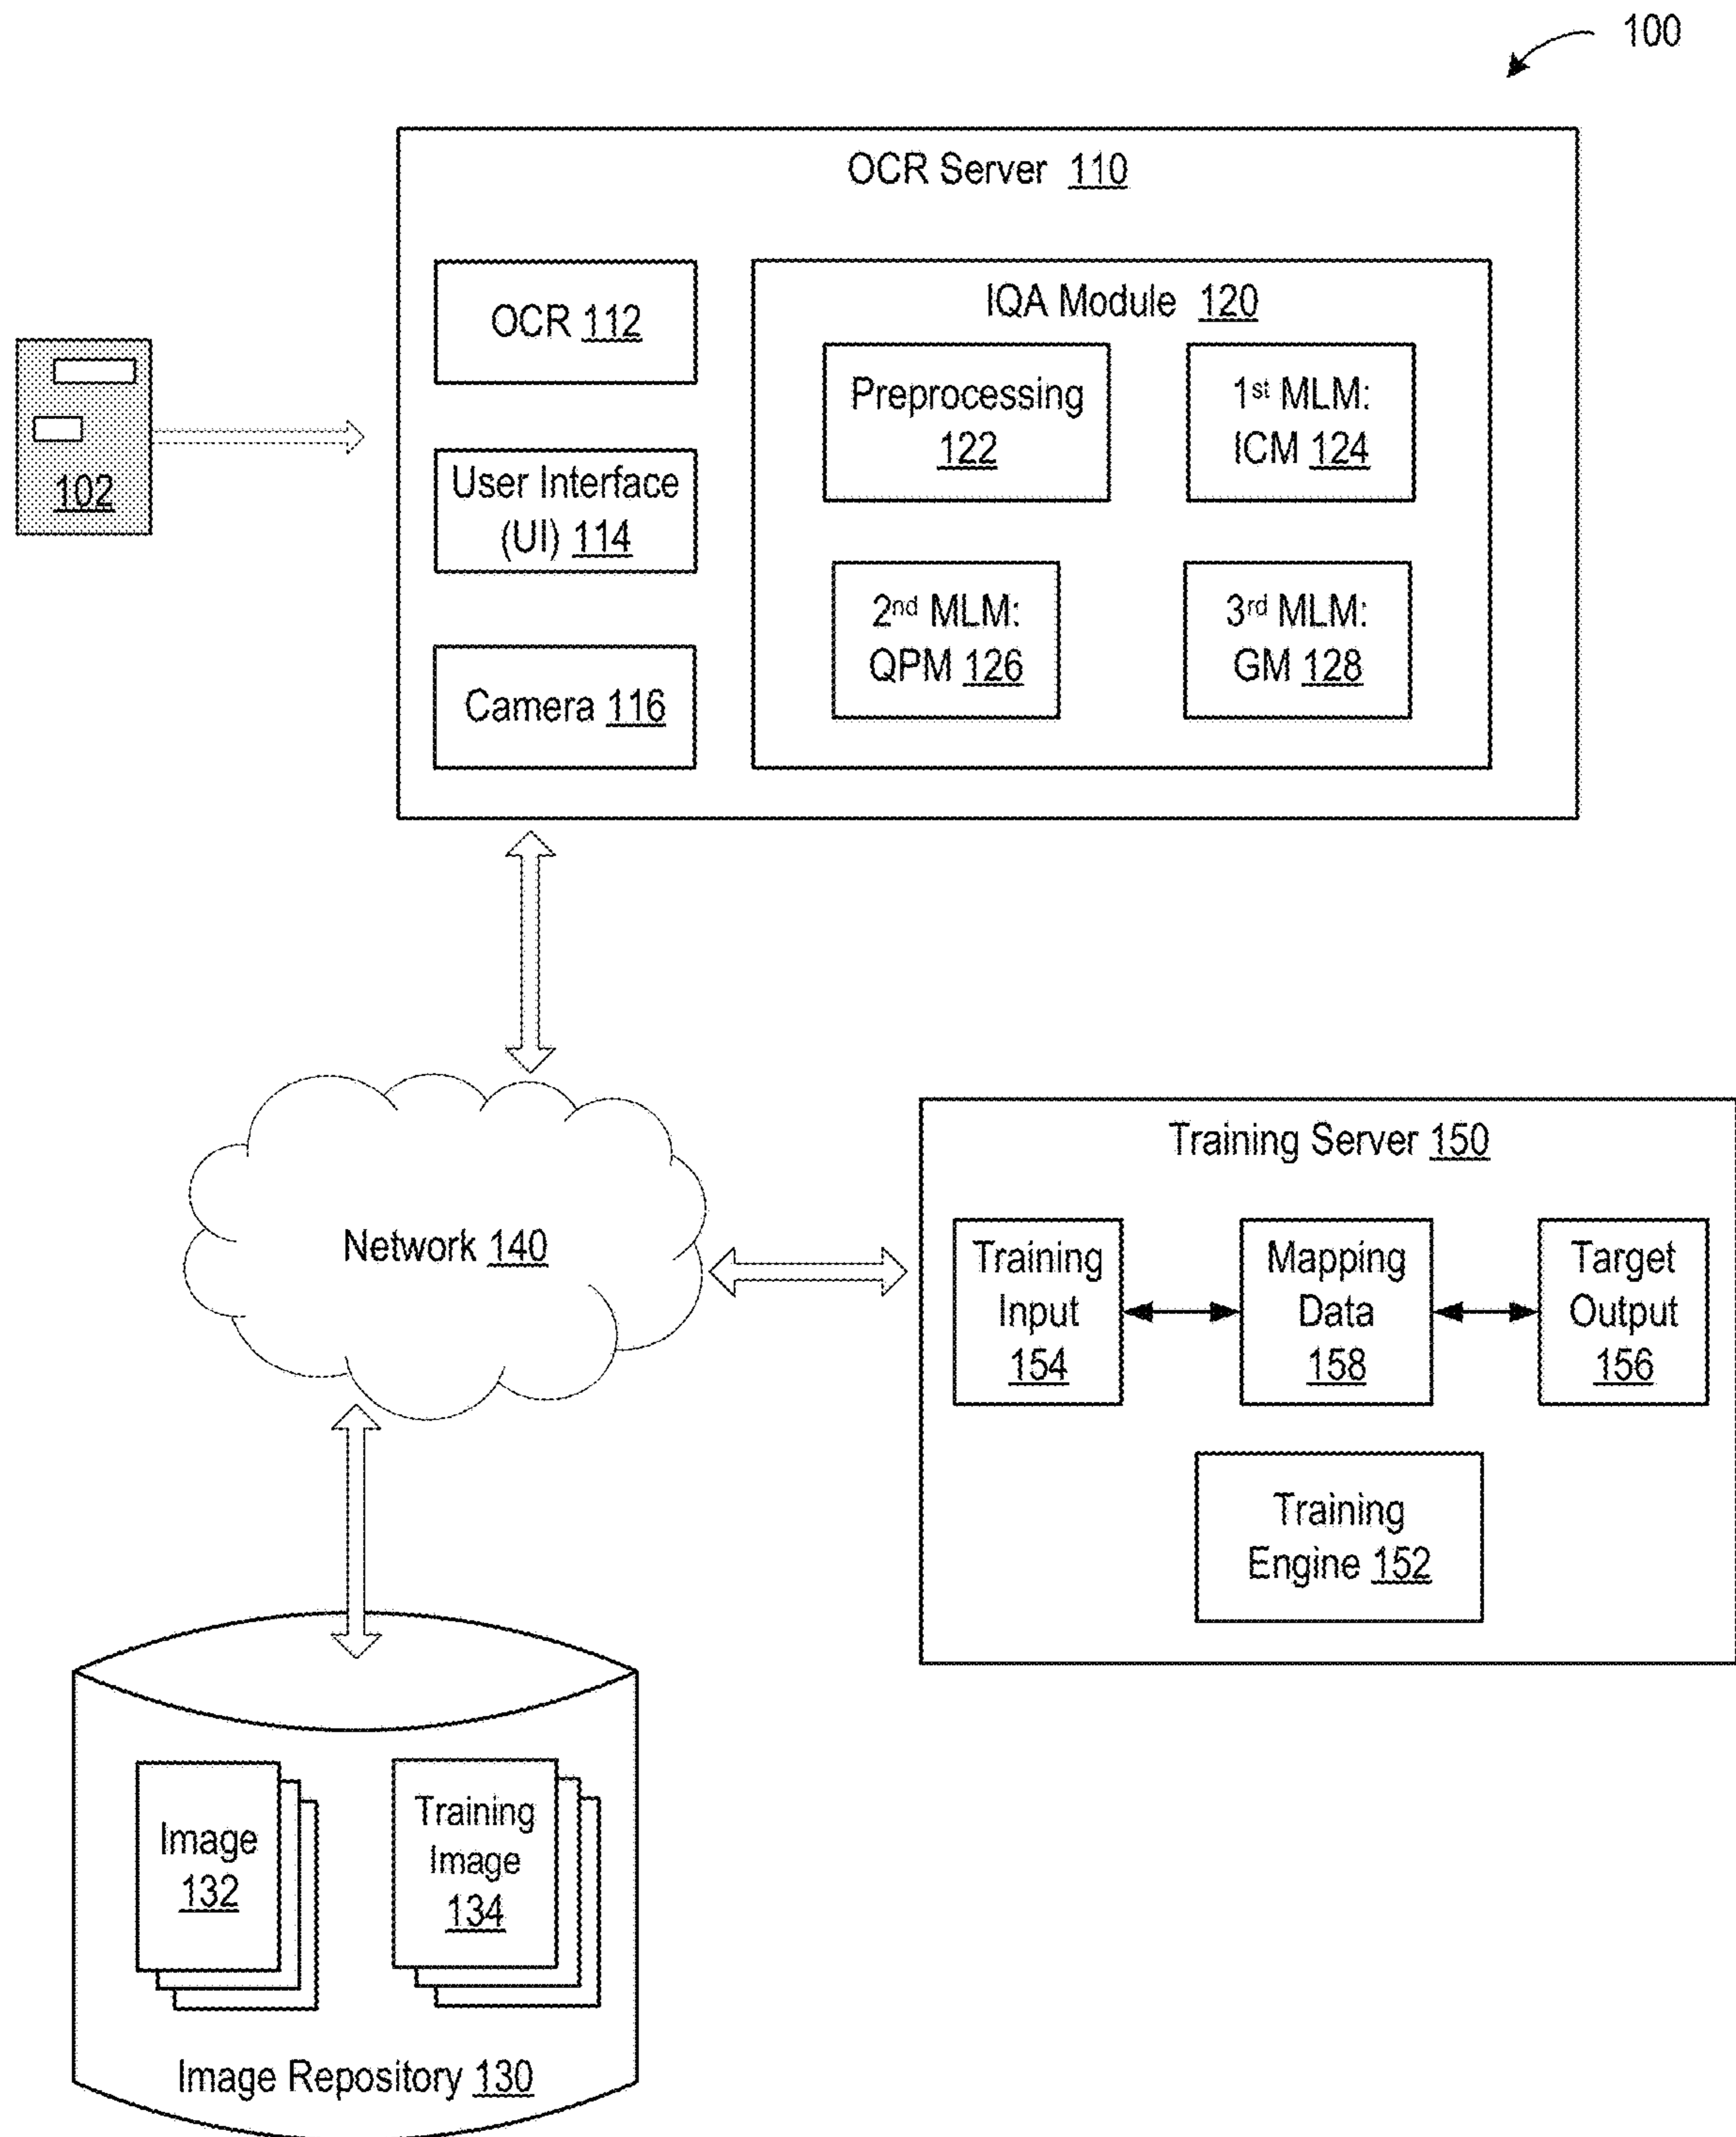 100
OCR Server 110
OCR 112
IQA Module 120
Preprocessing
122
1st MLM:
ICM 124
102
User Interface
(UI) 114
2nd MLM:
QPM 126
3rd MLM:
GM 128
Camera 116
Training Server 150
Network 140
Training
Input
154
Mapping
Data
158
Target
Output
156
Training
Engine 152
Image
132
Training
Image
134
Image Repository 130